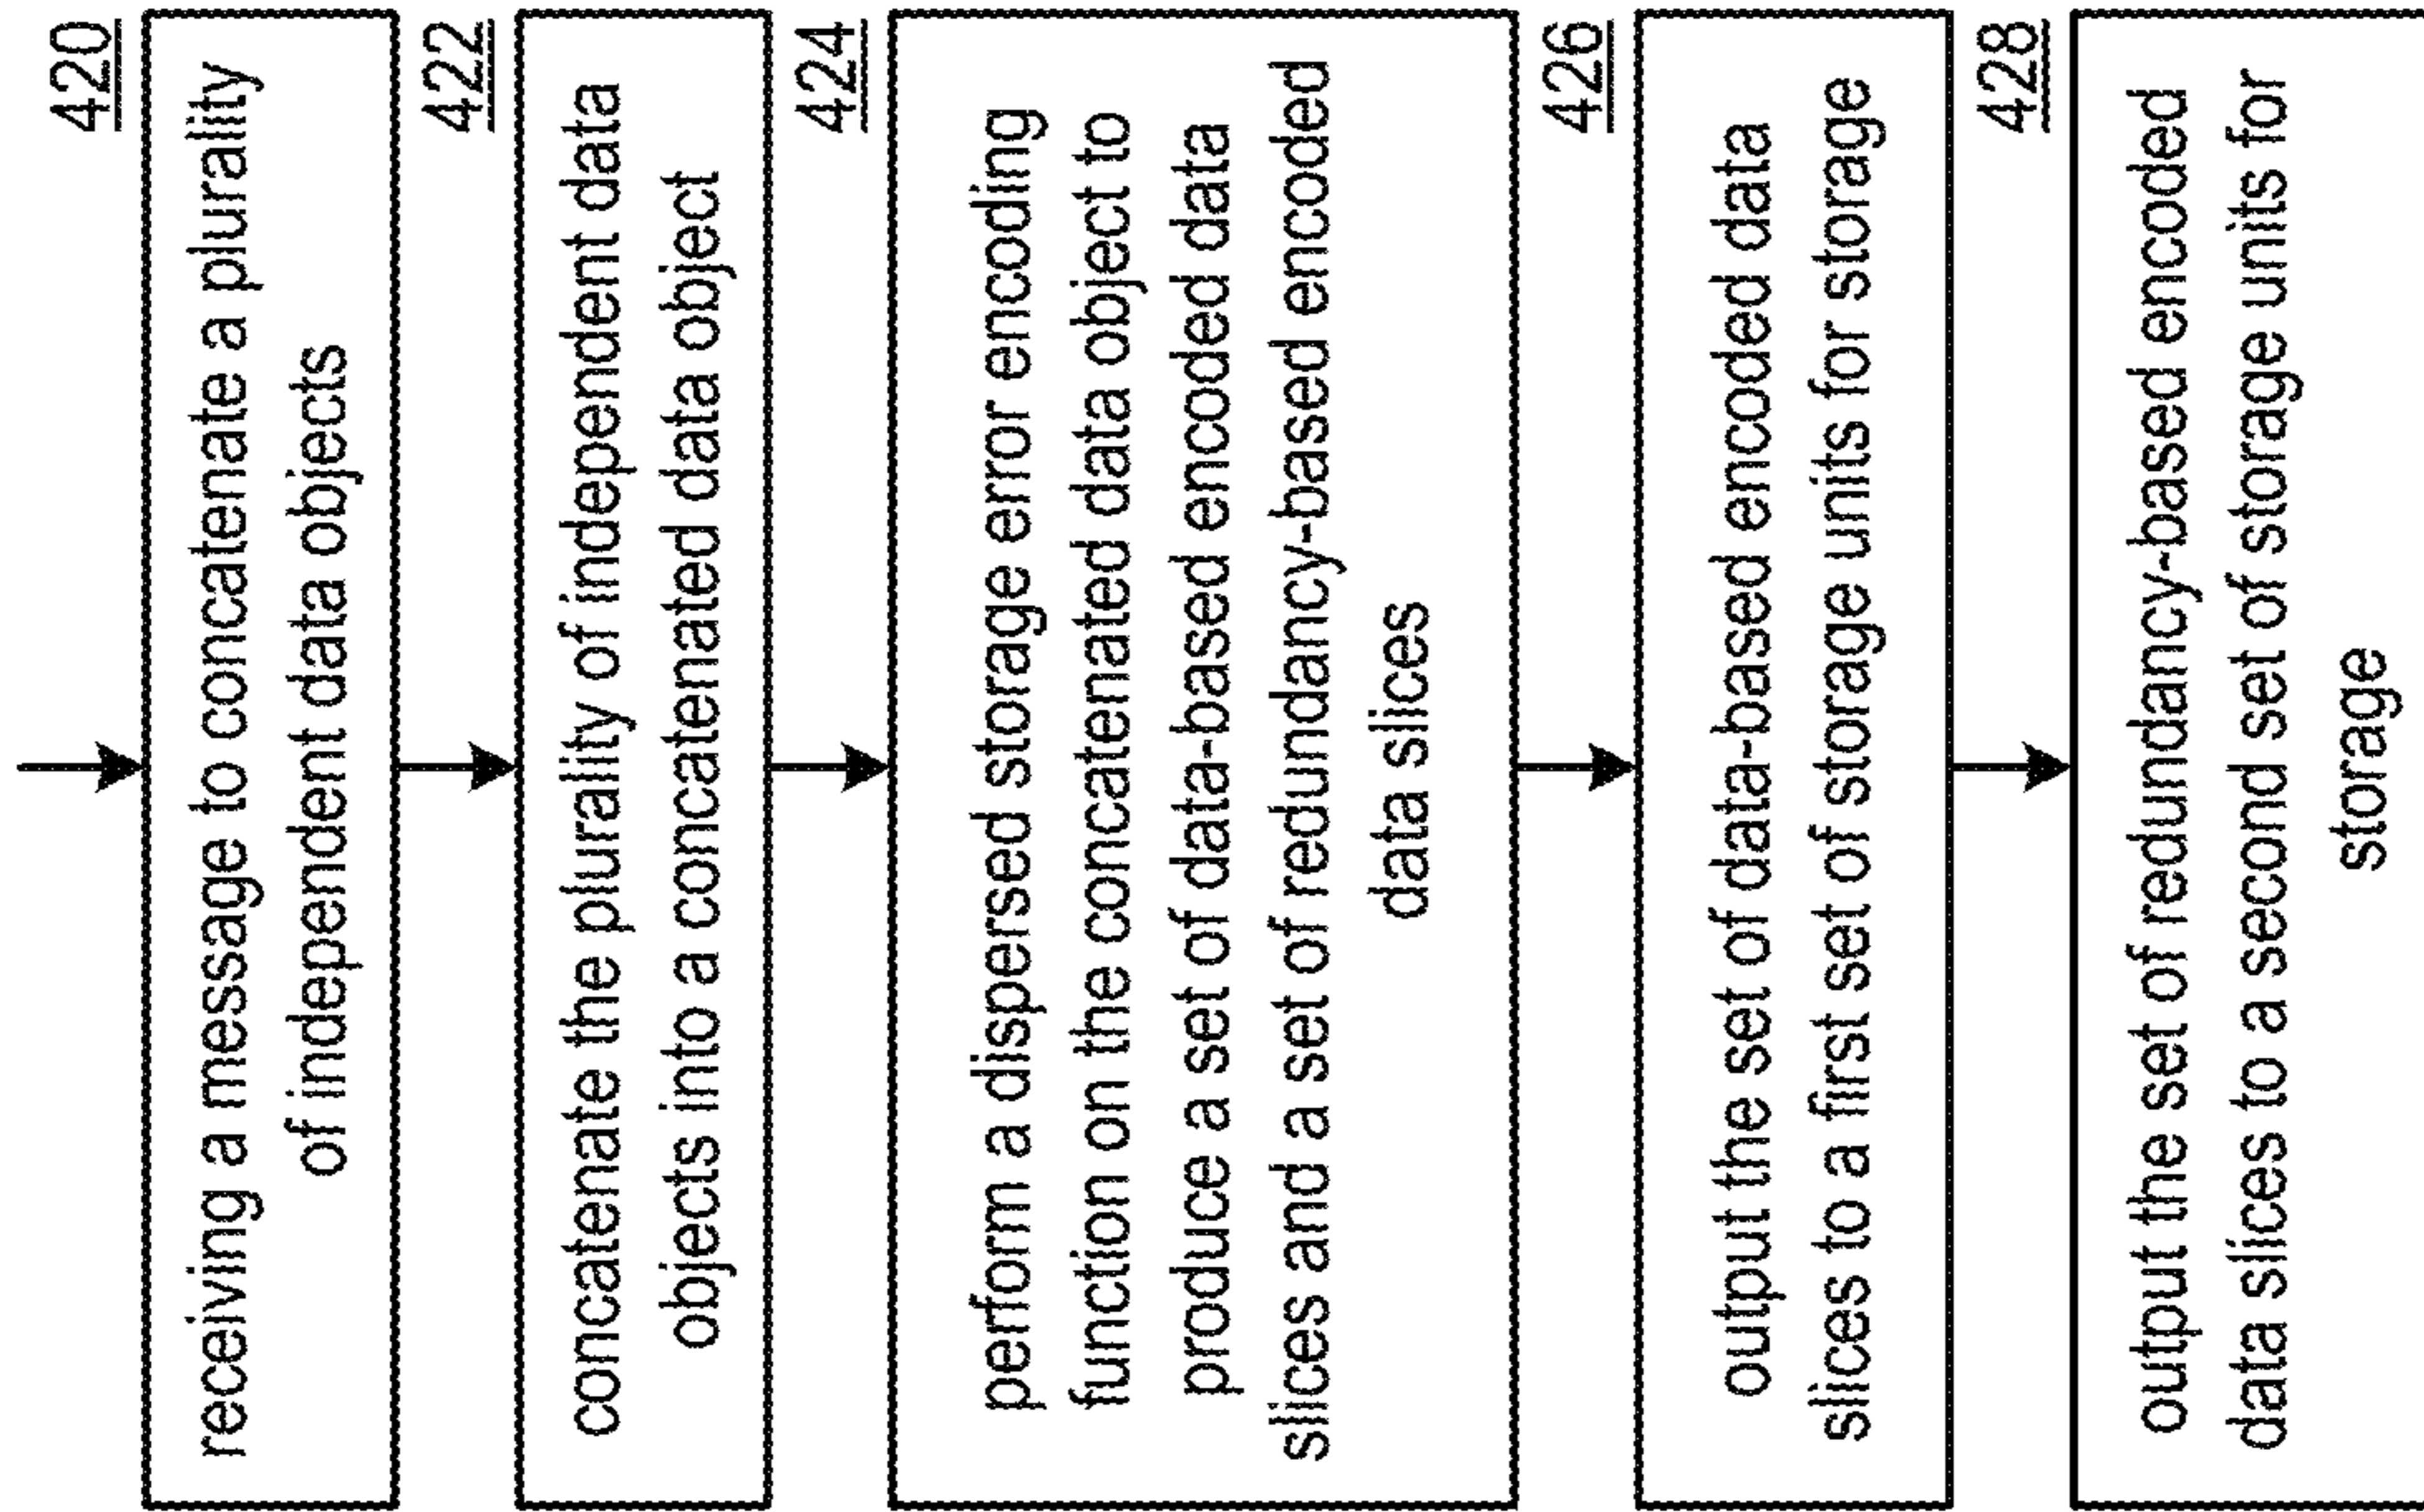 420
receiving a message to concatenate a plurality
of independent data objects
422
concatenate the plurality of independent data
objects into a concatenated data object
424
perform a dispersed storage error encoding
function on the concatenated data object to
produce a set of data-based encoded data
slices and a set of redundancy-based encoded
data slices
426
output the set of data-based encoded data
slices to a first set of storage units for storage
428
output the set of redundancy-based encoded
data slices to a second set of storage units for
storage